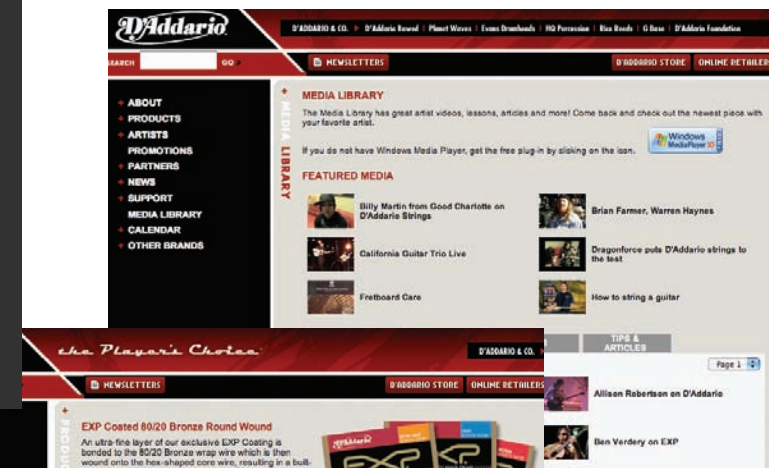 D'Addario
D'ADDARIO & CO. D'Addario Bowed | Planet Waves | Evans Drumheads | HQ Percussion | Rico Reeds | G Base | D'Addario Foundation
SEARCH GO
NEWSLETTERS
D'ADDARIO STORE ONLINE RETAILERS
+ ABOUT
+ PRODUCTS
+ ARTISTS
PROMOTIONS
+ PARTNERS
+ NEWS
+ SUPPORT
MEDIA LIBRARY
+ CALENDAR
+ OTHER BRANDS
+ MEDIA LIBRARY
MEDIA LIBRARY
The Media Library has great artist videos, lessons, articles and more! Come back and check out the newest piece with
your favorite artist.
If you do not have Windows Media Player, get the free plug-in by clicking on the icon.
Windows
MediaPlayer 10
FEATURED MEDIA
Billy Martin from Good Charlotte on
D'Addario Strings
Brian Farmer, Warren Haynes
California Guitar Trio Live
Dragonforce puts D'Addario strings to
the test
Fretboard Care
How to string a guitar
TIPS &
ARTICLES
Page 1
Allison Robertson on D'Addario
Ben Verdery on EXP
the Player's Choice
D'ADDARIO & CO.
NEWSLETTERS
D'ADDARIO STORE ONLINE RETAILERS
+ PRODUC
EXP Coated 80/20 Bronze Round Wound
An ultra-fine layer of our exclusive EXP Coating is
bonded to the 80/20 Bronze wrap wire which is then
wound onto the hex-shaped core wire, resulting in a built-
D'Addario
EXP